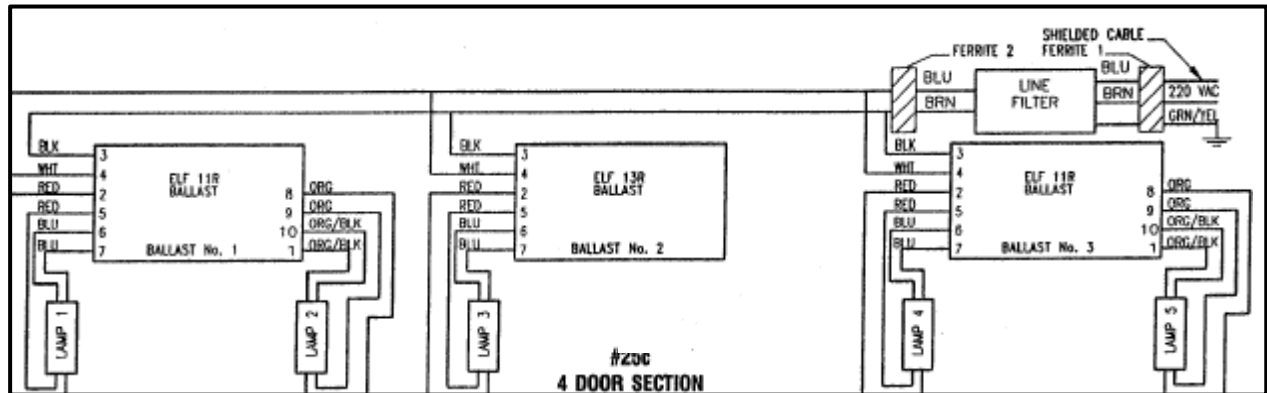 SHIELDED CABLE
FERRITE 2
FERRITE 1
BLU
BLU
LINE
FILTER
220 VAC
BRN
BRN
GRN/YEL
BLK
3
WHT
4
RED
2
RED
5
BLU
6
BLU
7
ELF 11R
BALLAST
BALLAST No. 1
8
ORG
9
ORG
10
ORG/BLK
1
ORG/BLK
LAMP 1
LAMP 2
BLK
3
WHT
4
RED
2
RED
5
BLU
6
BLU
7
ELF 13R
BALLAST
BALLAST No. 2
LAMP 3
BLK
3
WHT
4
RED
2
RED
5
BLU
6
BLU
7
ELF 11R
BALLAST
BALLAST No. 3
8
ORG
9
ORG
10
ORG/BLK
1
ORG/BLK
LAMP 4
LAMP 5
4 DOOR SECTION